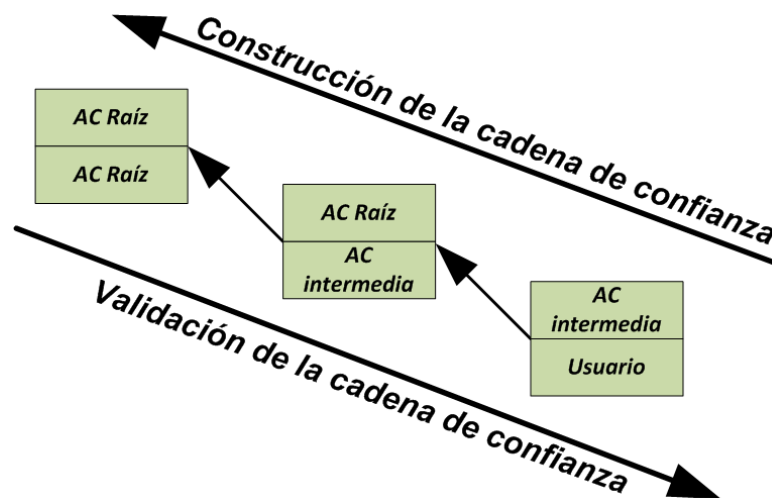 Construcción de la cadena de confianza
AC Raíz
AC Raíz
AC Raíz
AC
intermedia
AC
intermedia
Usuario
Validación de la cadena de confianza